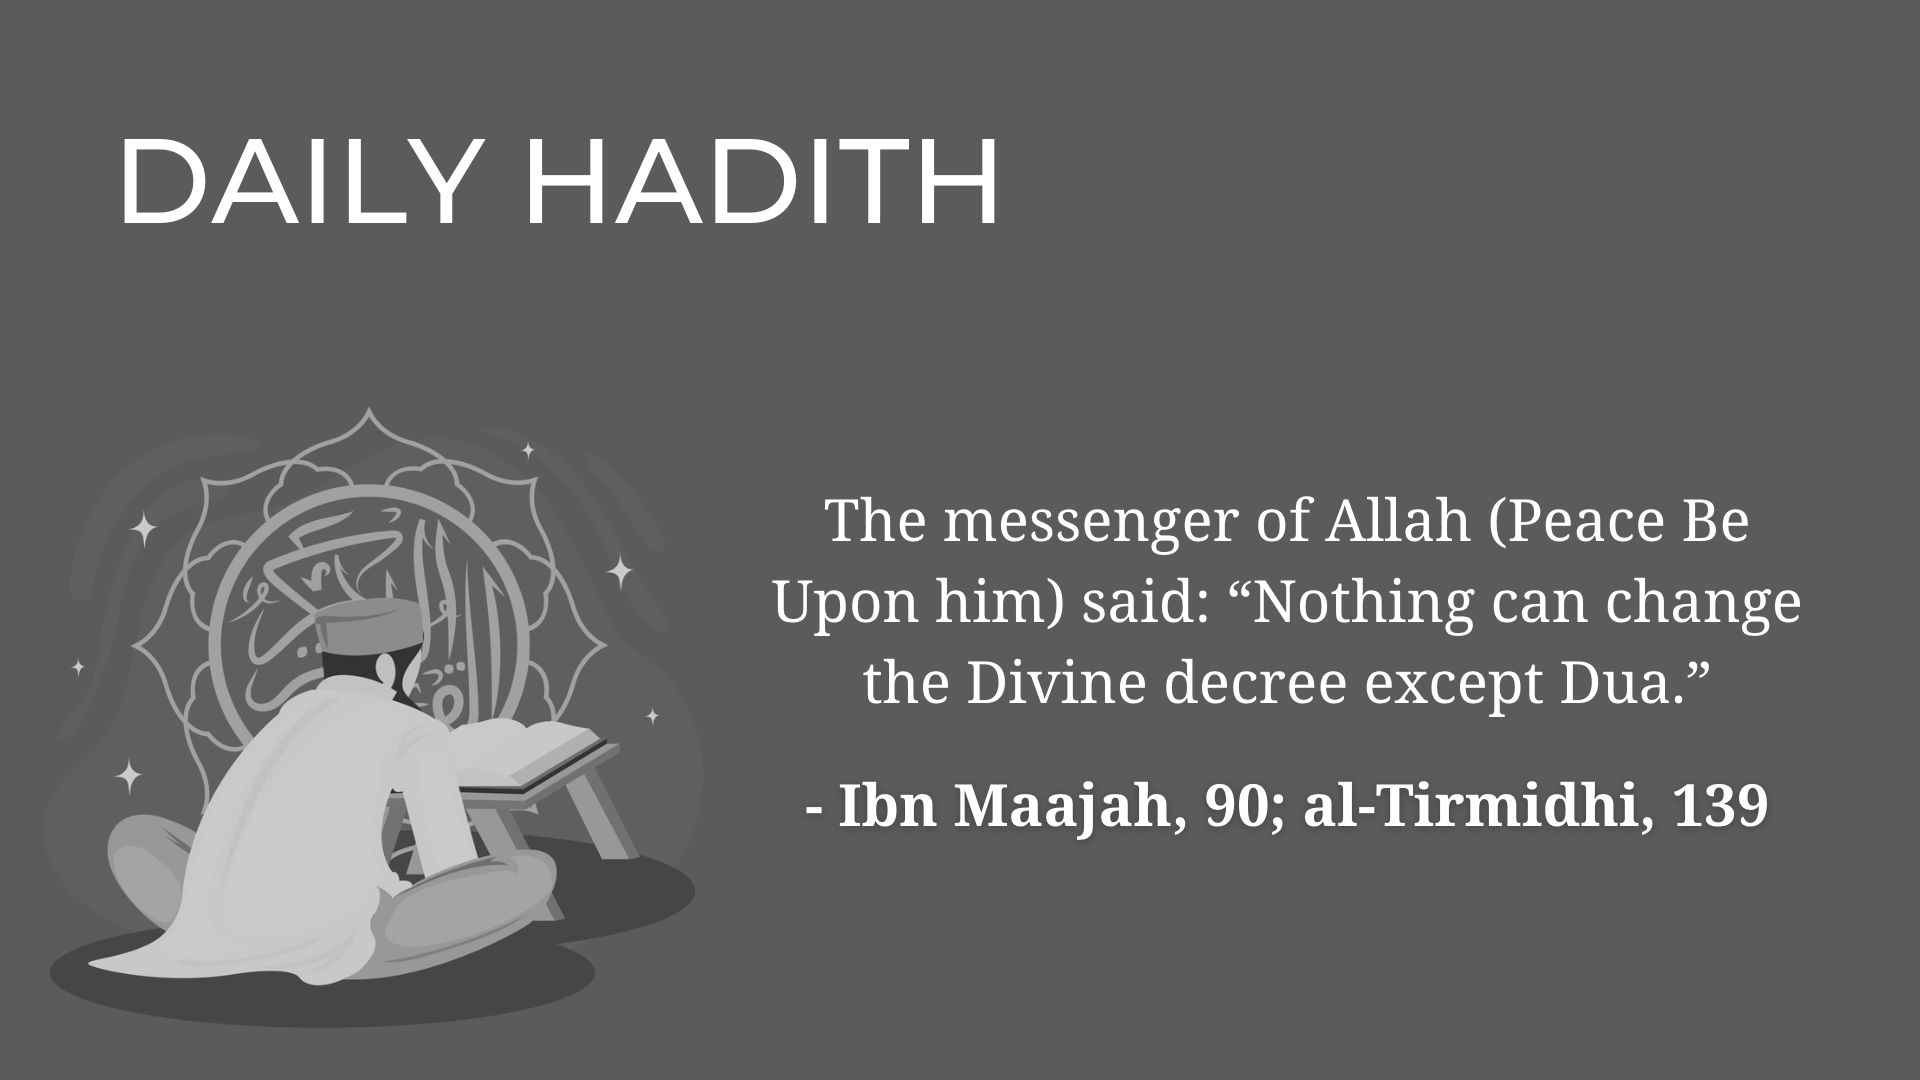 DAILY HADITH
The messenger of Allah (Peace Be
Upon him) said: “Nothing can change
the Divine decree except Dua.”
- Ibn Maajah, 90; al-Tirmidhi, 139